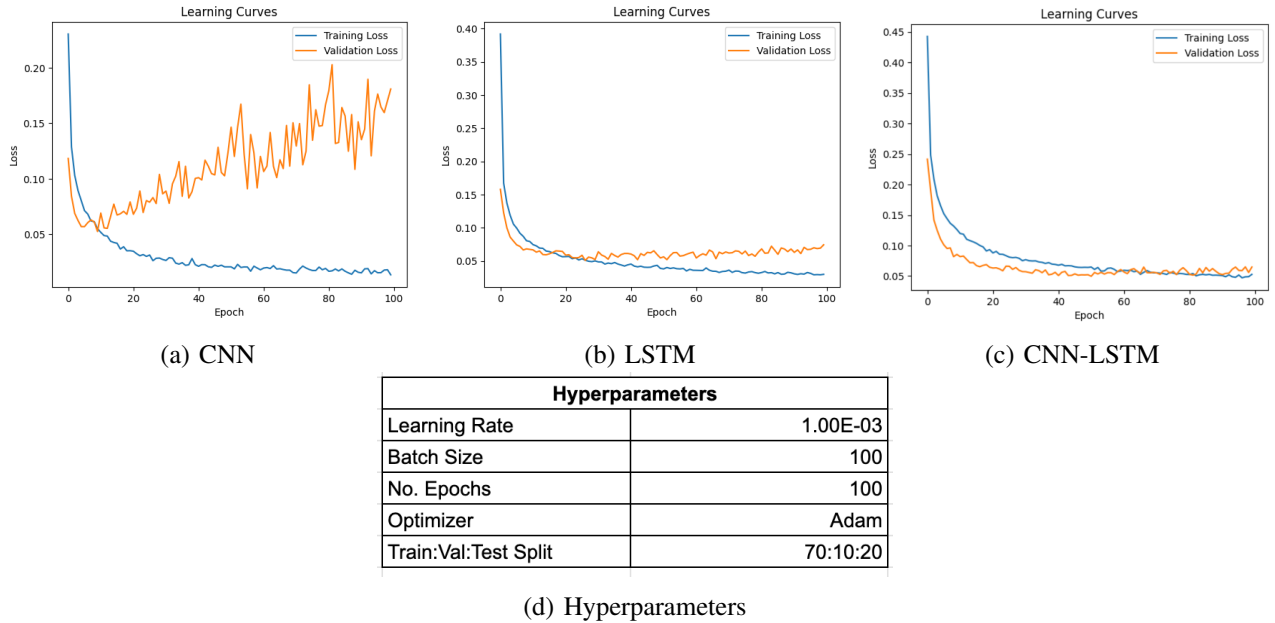 Learning Curves
Training Loss
Validation Loss
0.20
0.15
0.10
0.05
Loss
0 20 40 60 80 100
Epoch
(a) CNN
Learning Curves
Training Loss
Validation Loss
0.40
0.35
0.30
0.25
0.20
0.15
0.10
0.05
Loss
0 20 40 60 80 100
Epoch
(b) LSTM
Learning Curves
Training Loss
Validation Loss
0.45
0.40
0.35
0.30
0.25
0.20
0.15
0.10
0.05
Loss
0 20 40 60 80 100
Epoch
(c) CNN-LSTM
Hyperparameters
Learning Rate 1.00E-03
Batch Size 100
No. Epochs 100
Optimizer Adam
Train:Val:Test Split 70:10:20
(d) Hyperparameters